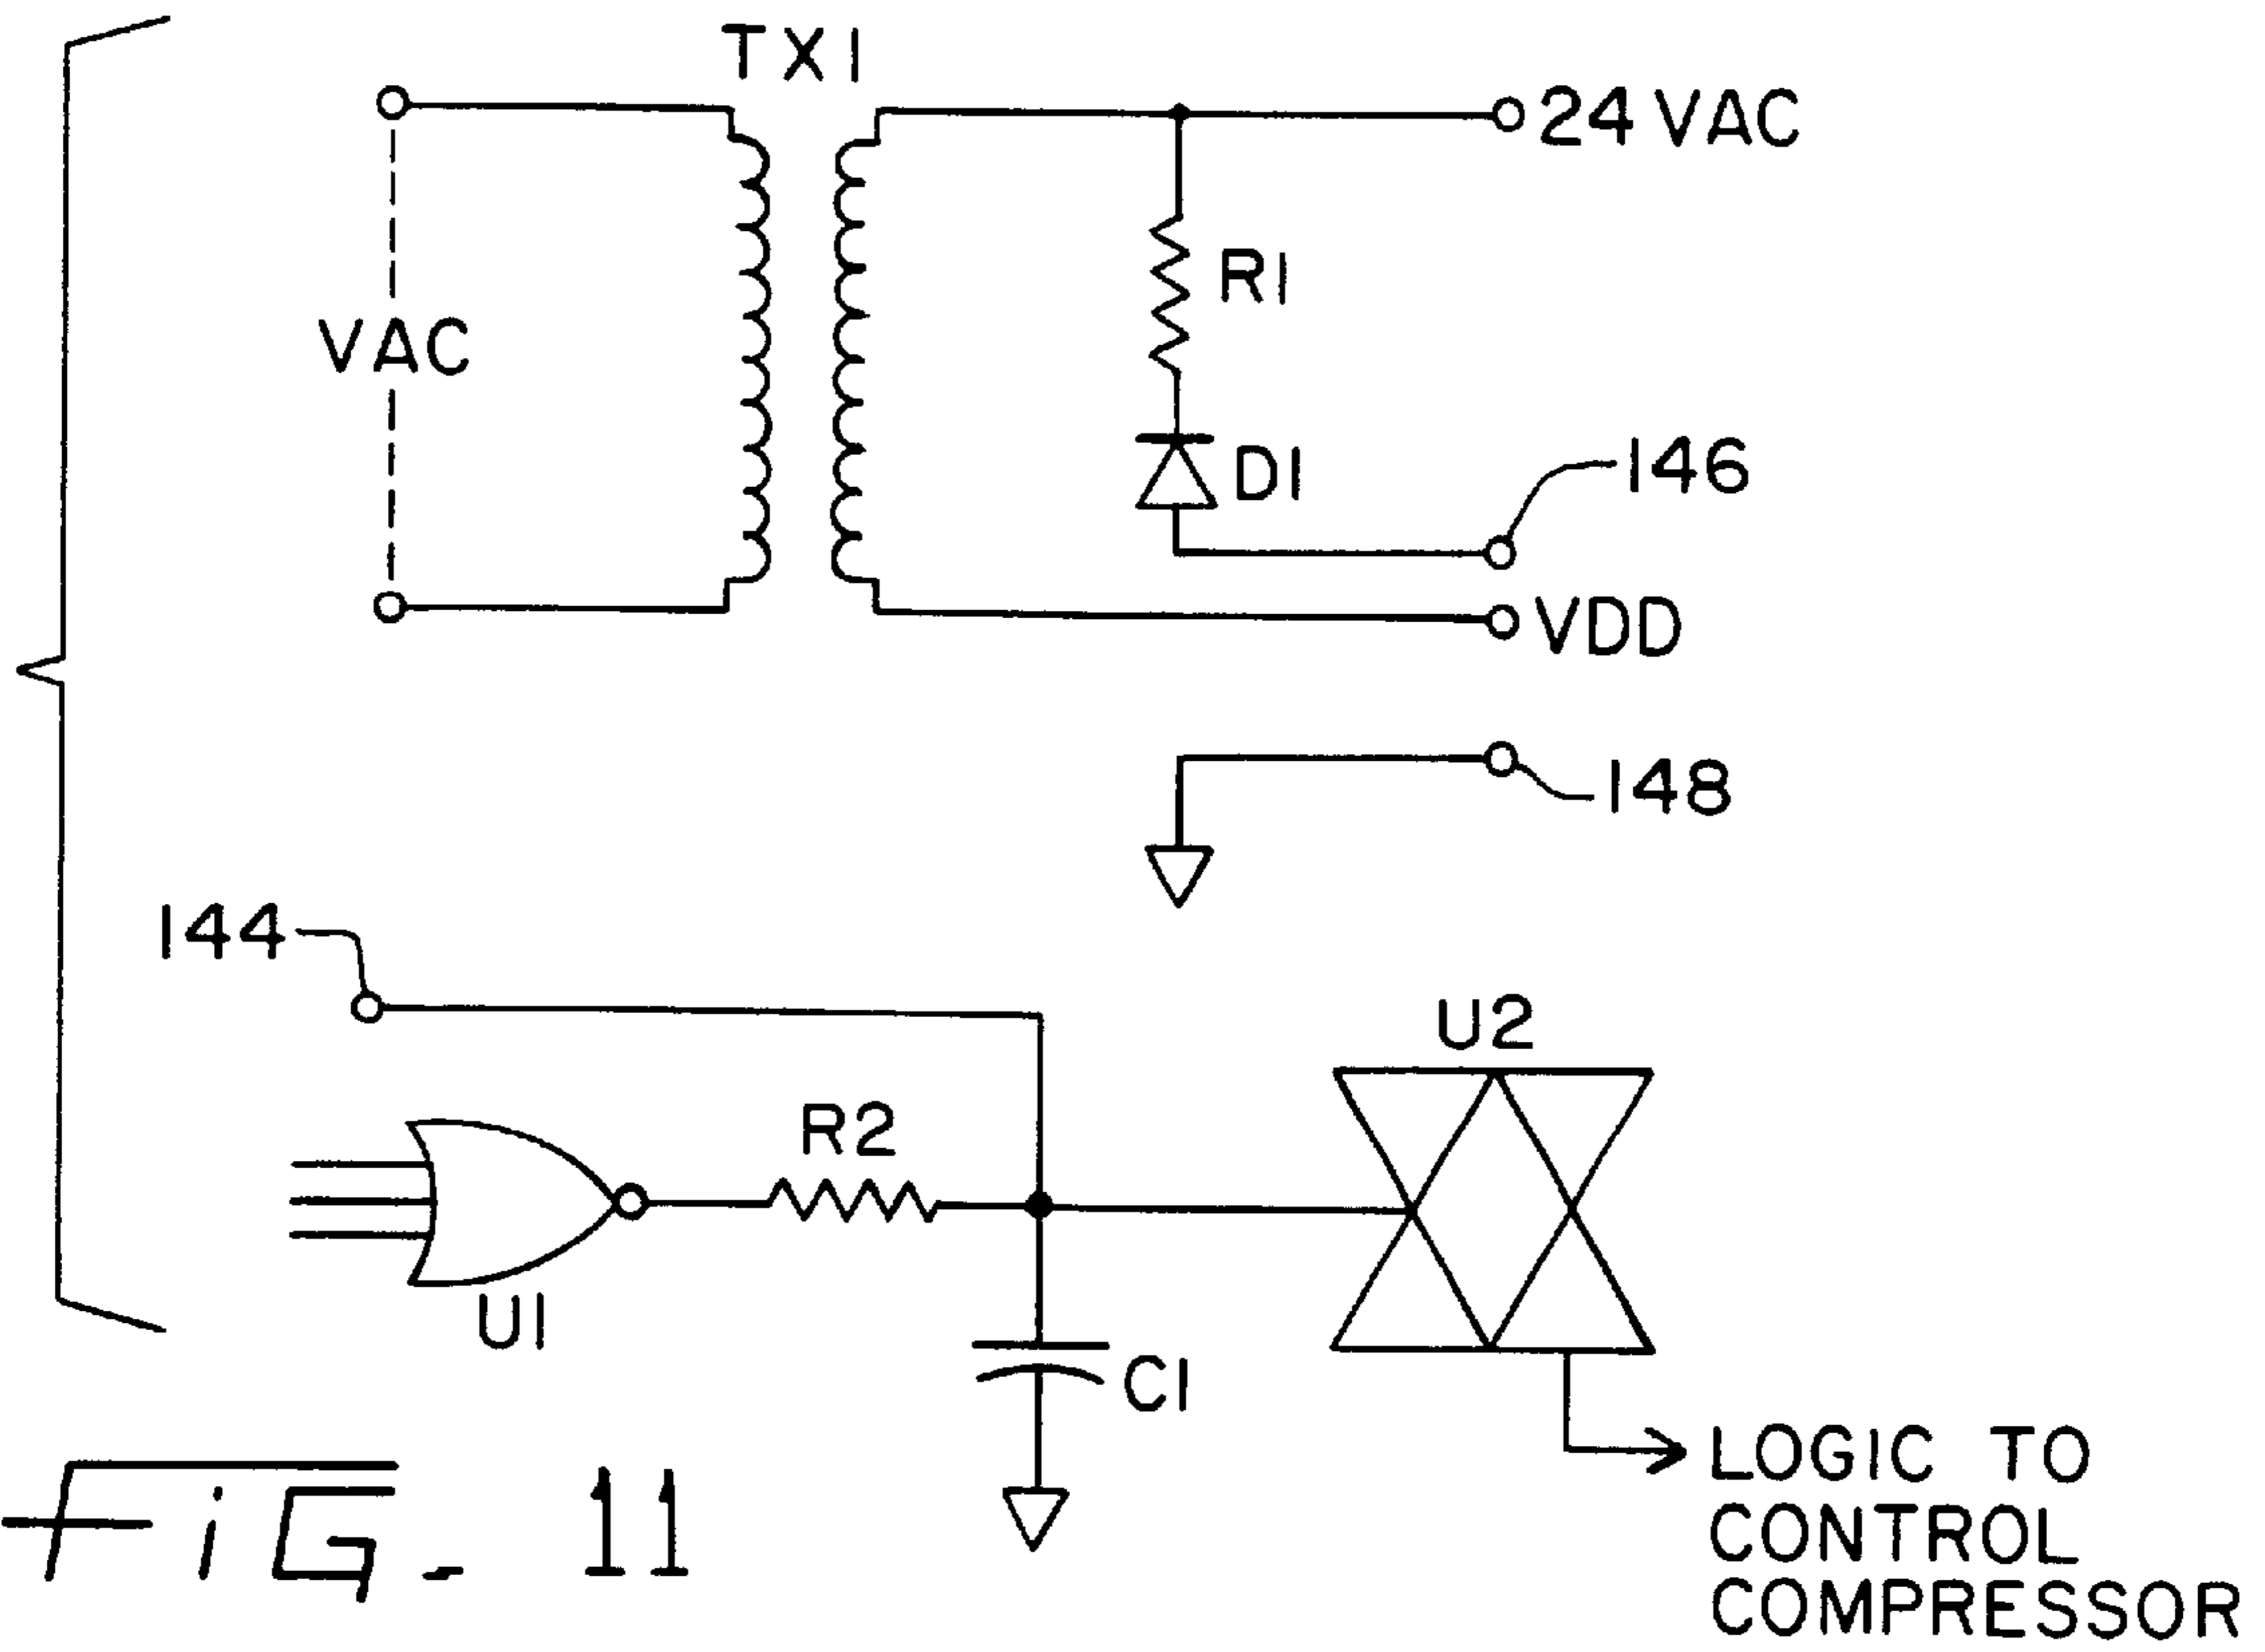 TX1
24 VAC
R1
VAC
D1
146
VDD
148
144
U2
R2
U1
C1
LOGIC TO
CONTROL
COMPRESSOR
FiG. 11